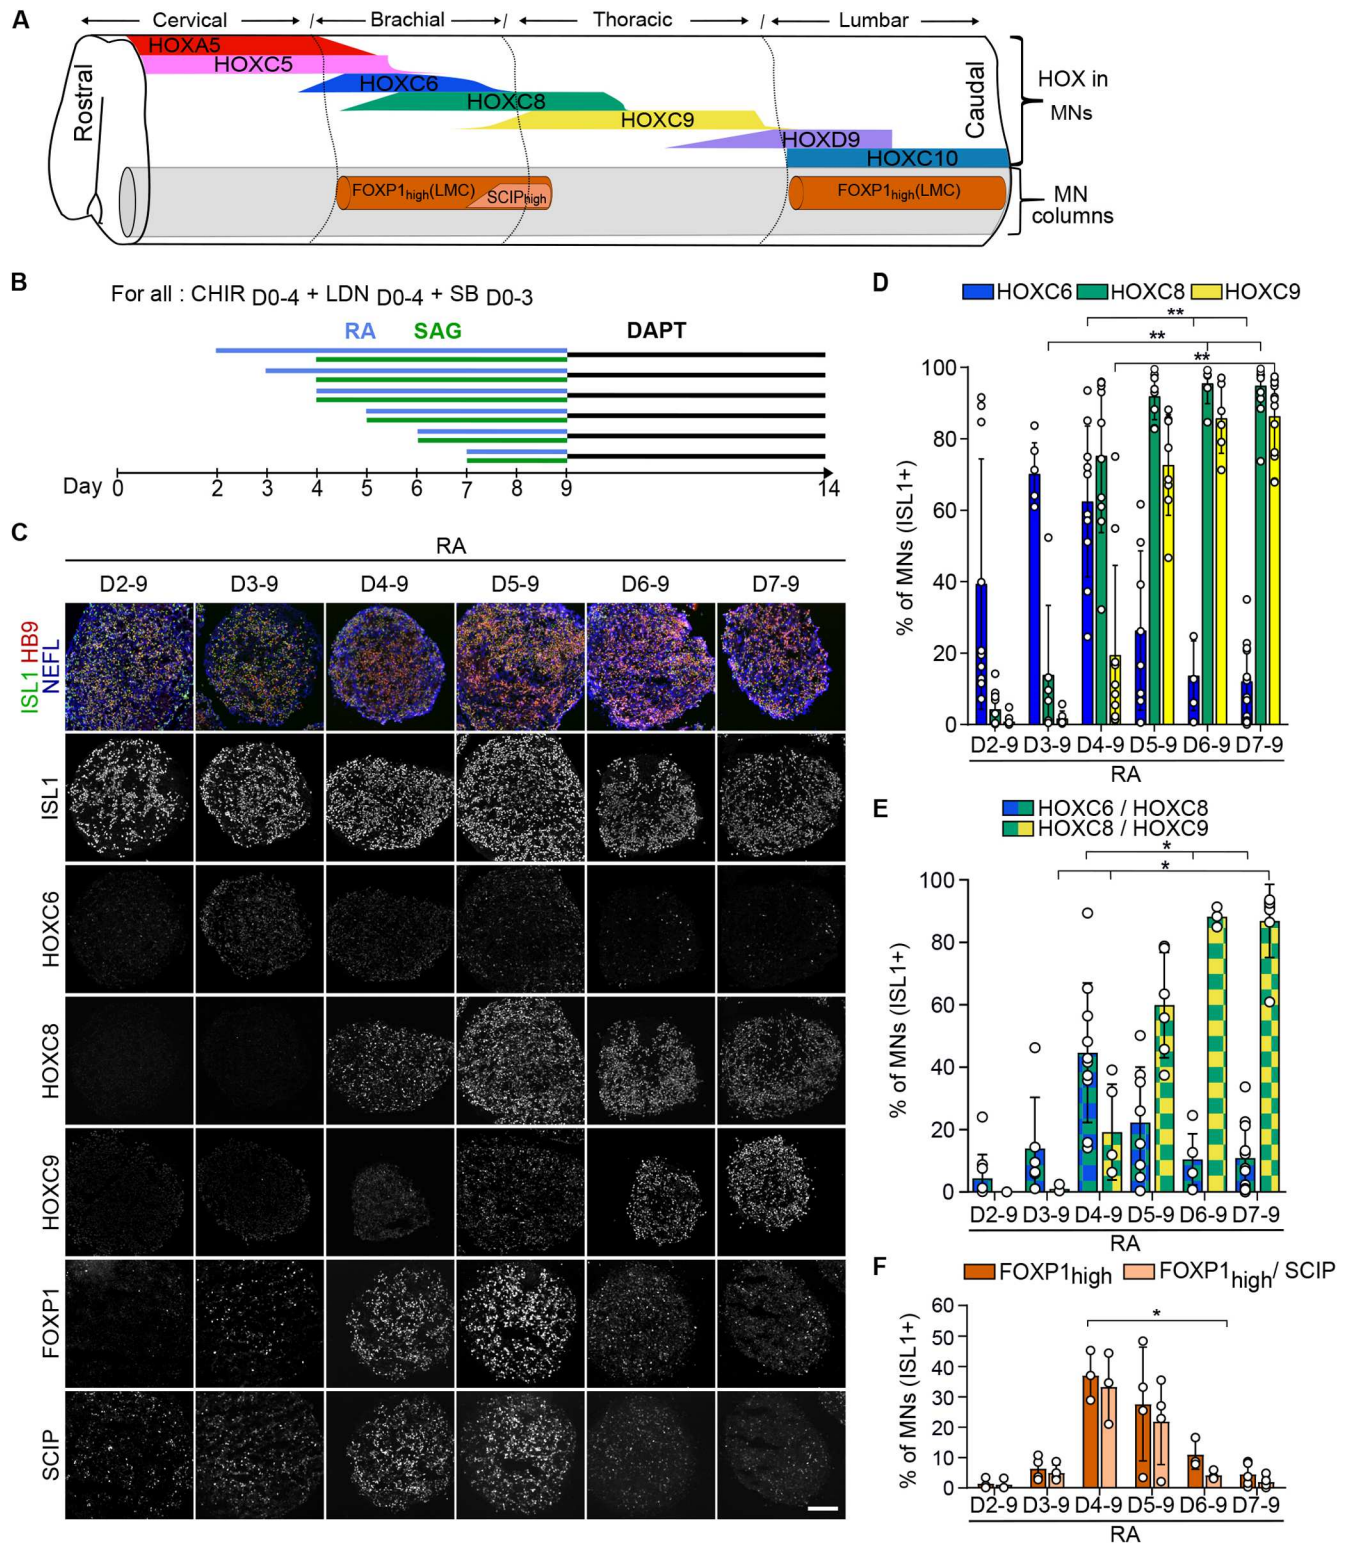 A
Cervical / Brachial / Thoracic / Lumbar
HOXA5
HOXC5
HOXC6
HOXC8
HOXC9
HOXD9
HOXC10
Rostral
Caudal
HOX in
MNs
FOXP1high(LMC)
SCIPhigh
FOXP1high(LMC)
MN
columns
B
For all : CHIR D0-4 + LDN D0-4 + SB D0-3
RA SAG DAPT
Day 0 2 3 4 5 6 7 8 9 14
C
RA
D2-9 D3-9 D4-9 D5-9 D6-9 D7-9
ISL1 HB9
NEFL
ISL1
HOXC6
HOXC8
HOXC9
FOXP1
SCIP
D
HOXC6 HOXC8 HOXC9
**
**
**
% of MNs (ISL1+)
100
80
60
40
20
0
D2-9 D3-9 D4-9 D5-9 D6-9 D7-9
RA
E
HOXC6 / HOXC8
HOXC8 / HOXC9
*
*
% of MNs (ISL1+)
100
80
60
40
20
0
D2-9 D3-9 D4-9 D5-9 D6-9 D7-9
RA
F
FOXP1high FOXP1high/ SCIP
*
% of MNs (ISL1+)
60
50
40
30
20
10
0
D2-9 D3-9 D4-9 D5-9 D6-9 D7-9
RA